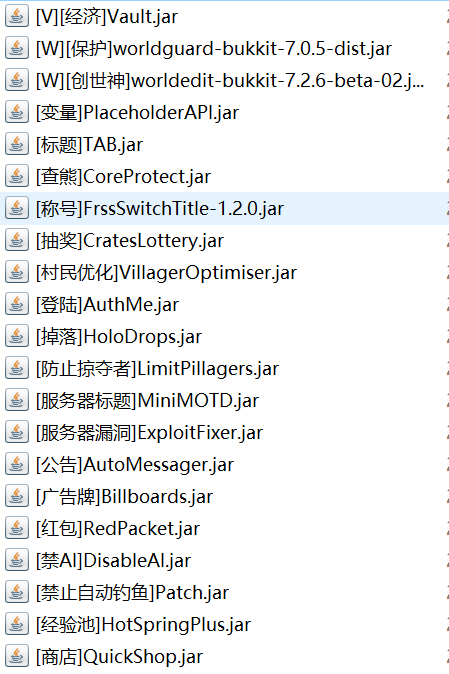 [V][经济]Vault.jar
[W][保护]worldguard-bukkit-7.0.5-dist.jar
[W][创世神]worldedit-bukkit-7.2.6-beta-02.j...
[变量]PlaceholderAPI.jar
[标题]TAB.jar
[查熊]CoreProtect.jar
[称号]FrssSwitchTitle-1.2.0.jar
[抽奖]CratesLottery.jar
[村民优化]VillagerOptimiser.jar
[登陆]AuthMe.jar
[掉落]HoloDrops.jar
[防止掠夺者]LimitPillagers.jar
[服务器标题]MiniMOTD.jar
[服务器漏洞]ExploitFixer.jar
[公告]AutoMessager.jar
[广告牌]Billboards.jar
[红包]RedPacket.jar
[禁AI]DisableAI.jar
[禁止自动钓鱼]Patch.jar
[经验池]HotSpringPlus.jar
[商店]QuickShop.jar